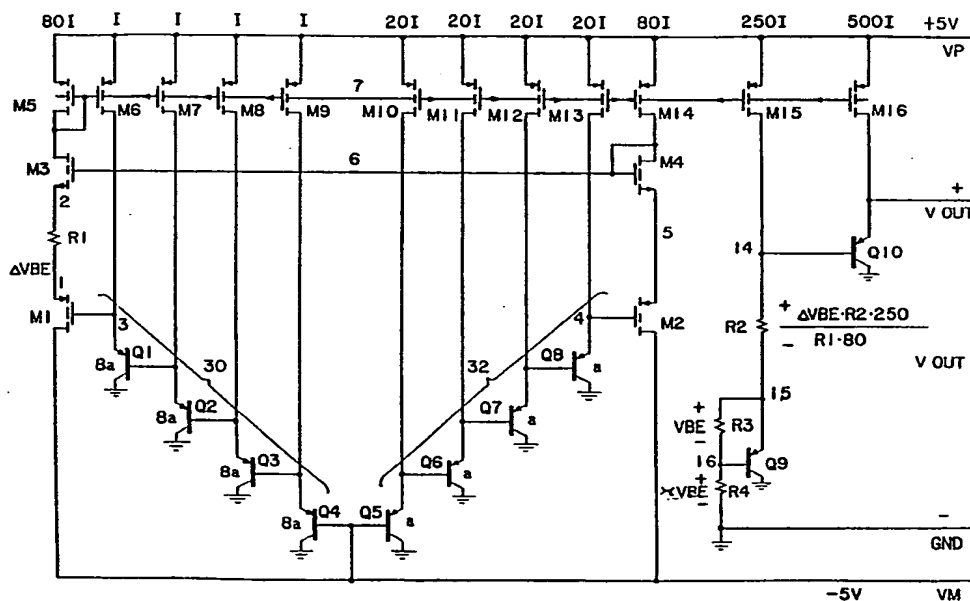 80I I I I I 20I 20I 20I 20I 80I 250I 500I +5V
VP
7
M5 M6 M7 M8 M9 M10 M11 M12 M13 M14 M15 M16
M3 6 M4
2
+
V OUT
R1 5 14 Q10
ΔVBE
1
M1 3 4 M2
+ ΔVBE·R2·250
R2
- R1·80
V OUT
Q1 30 32 Q8
8a a
15
Q2 Q7
8a a
+ VBE - R3
Q3 Q6
8a a
16 Q9
+ xVBE - R4
Q4 Q5
8a a
-
GND
-5V VM